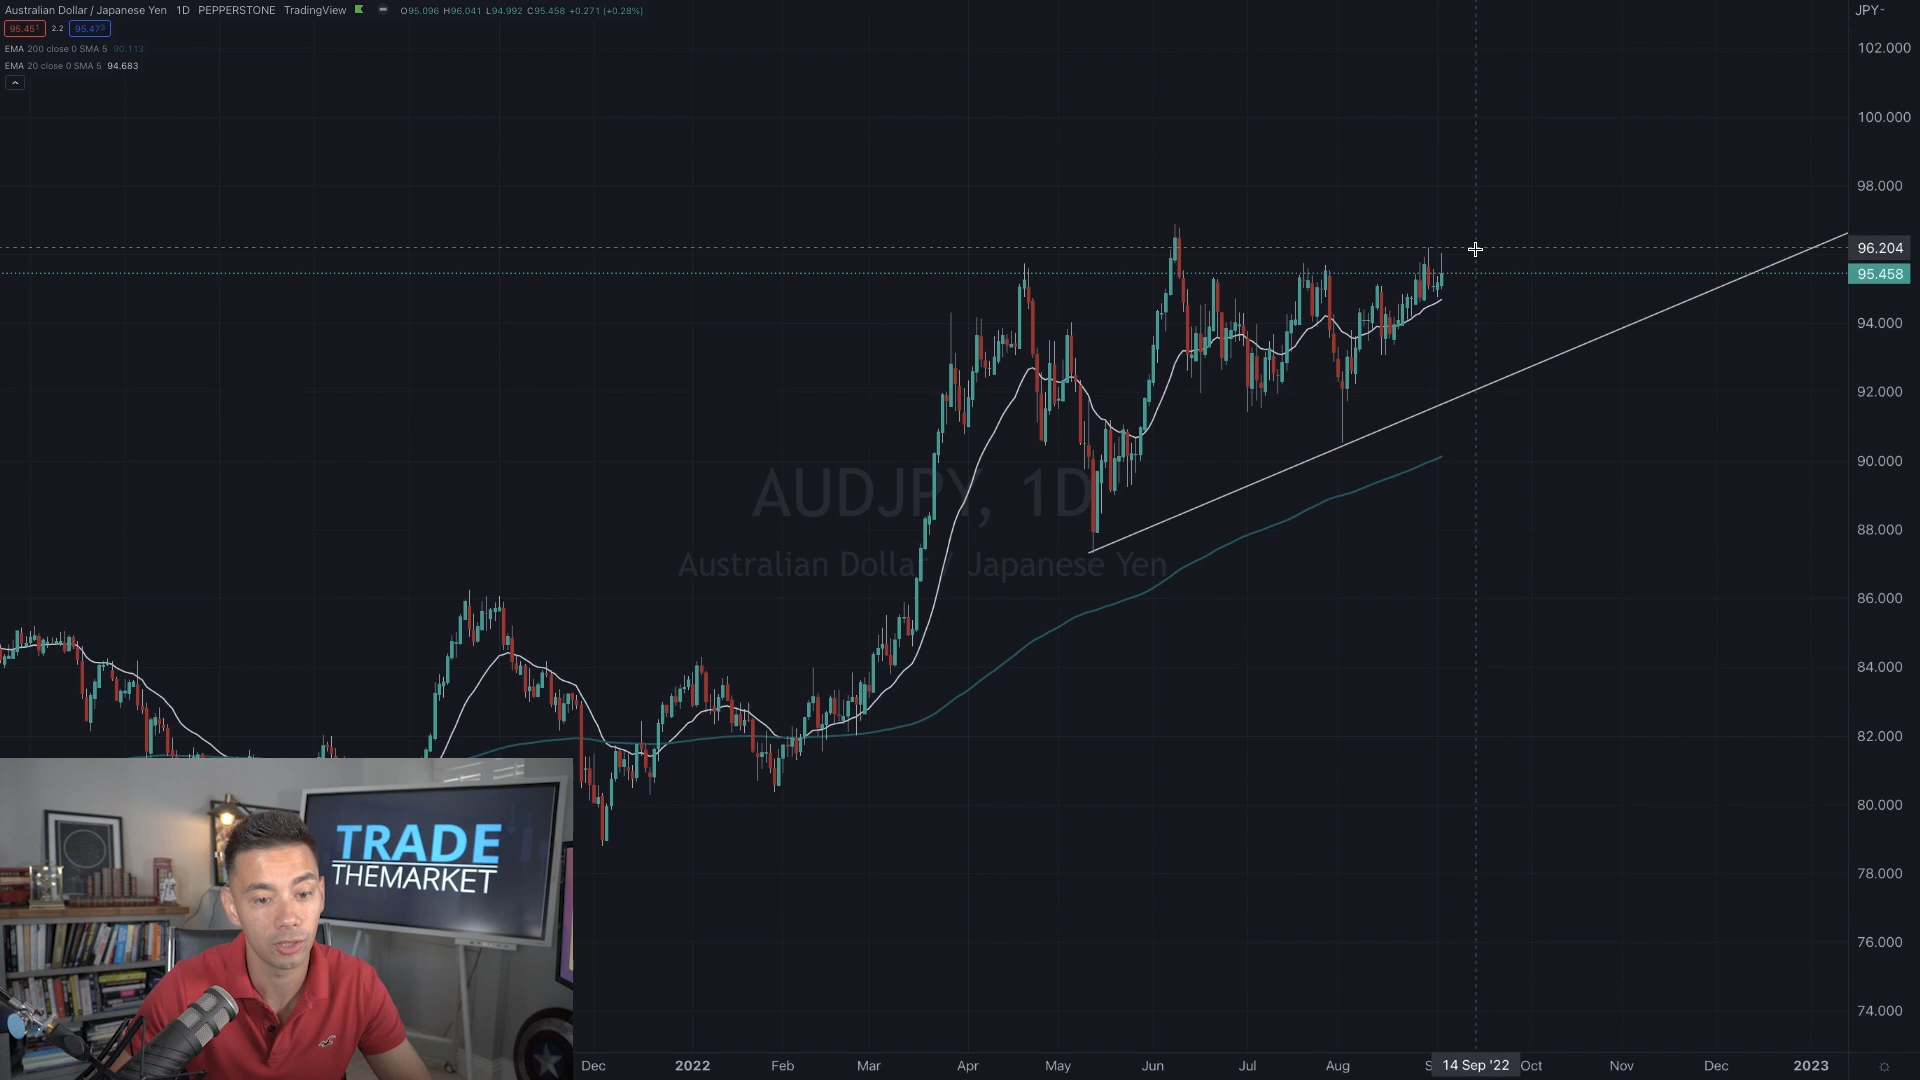 Australian Dollar / Japanese Yen 1D PEPPERSTONE TradingView O95.096 H96.041 L94.992 C95.458 +0.271 (+0.28%)
95.451 2.2 95.473
EMA 200 close 0 SMA 5 90.113
EMA 20 close 0 SMA 5 94.683
JPY
102.000
100.000
98.000
96.204
95.458
94.000
92.000
90.000
88.000
86.000
84.000
82.000
80.000
78.000
76.000
74.000
AUDJPY, 1D
Australian Dollar / Japanese Yen
TRADE
THEMARKET
Dec 2022 Feb Mar Apr May Jun Jul Aug S 14 Sep '22 Oct Nov Dec 2023